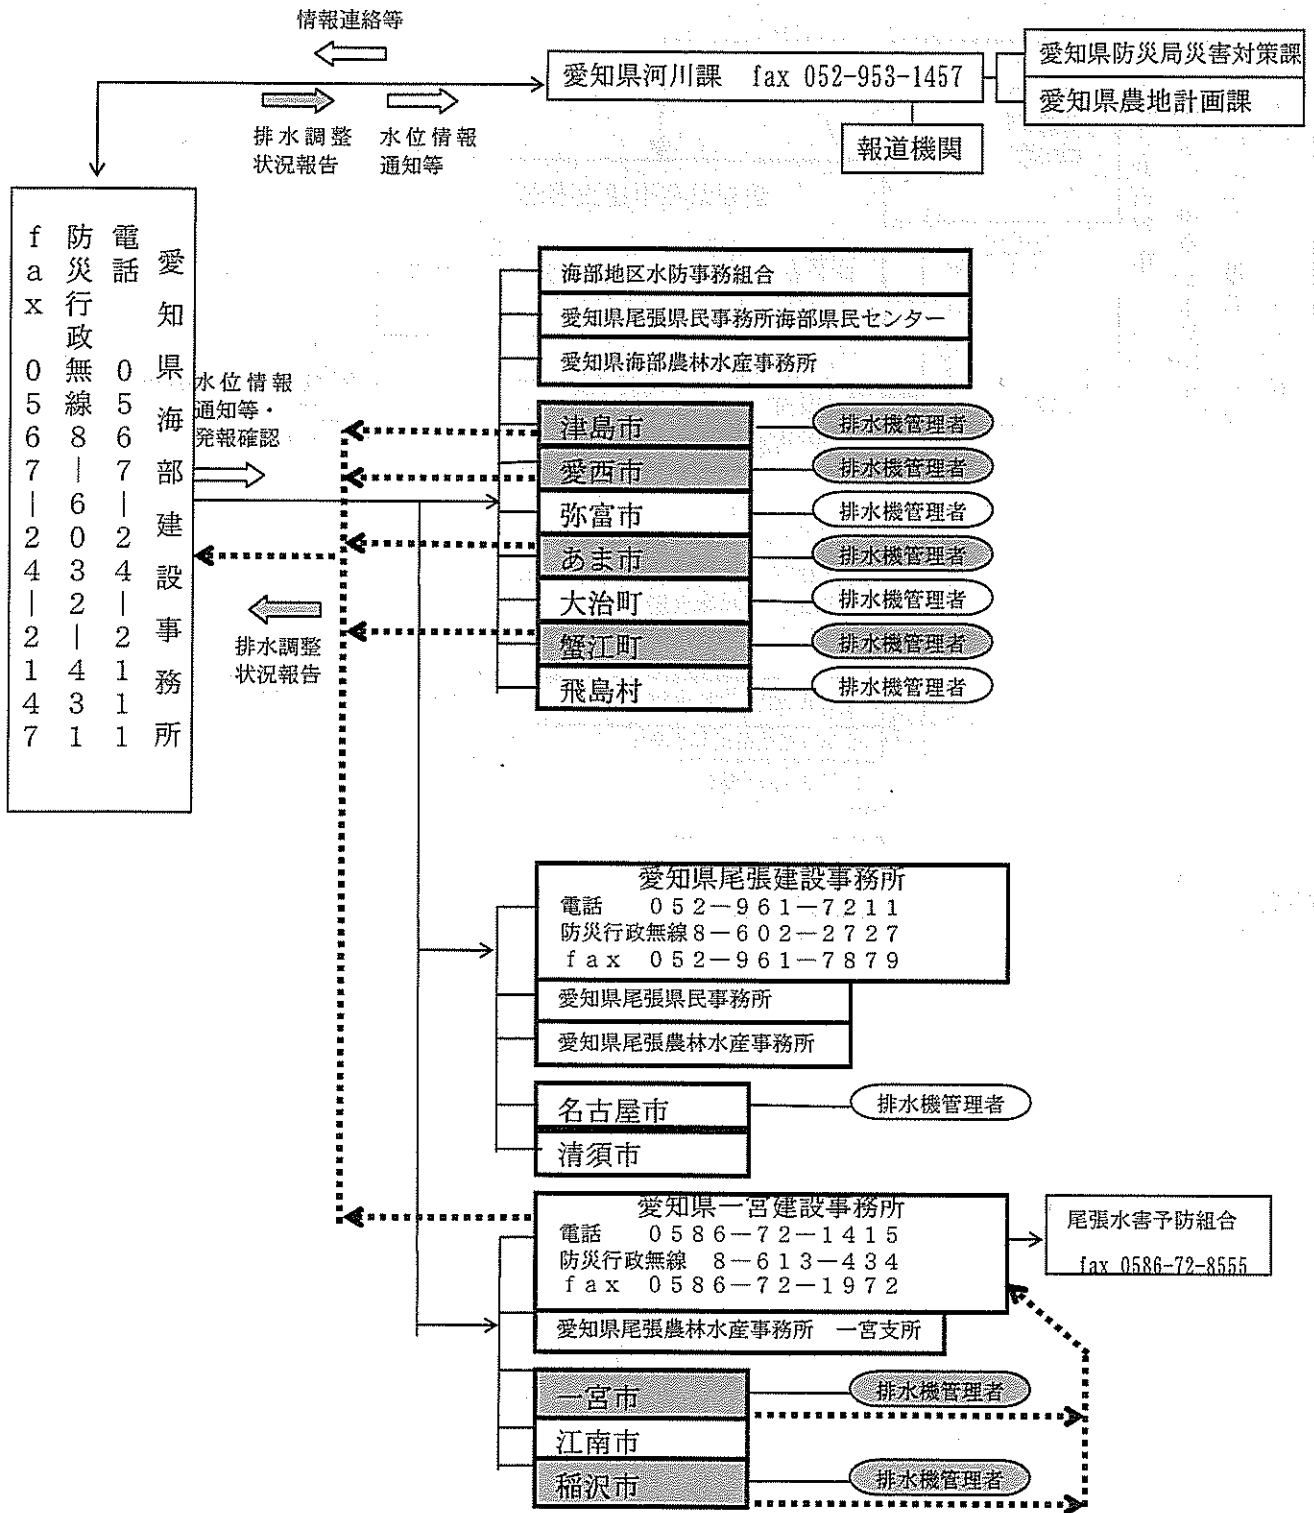 情報連絡等
愛知県河川課　fax 052-953-1457
愛知県防災局災害対策課
愛知県農地計画課
報道機関
排水調整
状況報告
水位情報
通知等
愛知県海部建設事務所
電話　０５６７－２４－２１１１
防災行政無線８－６０３２－４３１
ｆａｘ　０５６７－２４－２１４７
水位情報
通知等・
発報確認
排水調整
状況報告
海部地区水防事務組合
愛知県尾張県民事務所海部県民センター
愛知県海部農林水産事務所
津島市　排水機管理者
愛西市　排水機管理者
弥富市　排水機管理者
あま市　排水機管理者
大治町　排水機管理者
蟹江町　排水機管理者
飛島村　排水機管理者
愛知県尾張建設事務所
電話　０５２－９６１－７２１１
防災行政無線８－６０２－２７２７
ｆａｘ　０５２－９６１－７８７９
愛知県尾張県民事務所
愛知県尾張農林水産事務所
名古屋市　排水機管理者
清須市
愛知県一宮建設事務所
電話　０５８６－７２－１４１５
防災行政無線　８－６１３－４３４
ｆａｘ　０５８６－７２－１９７２
尾張水害予防組合
fax 0586-72-8555
愛知県尾張農林水産事務所　一宮支所
一宮市　排水機管理者
江南市
稲沢市　排水機管理者